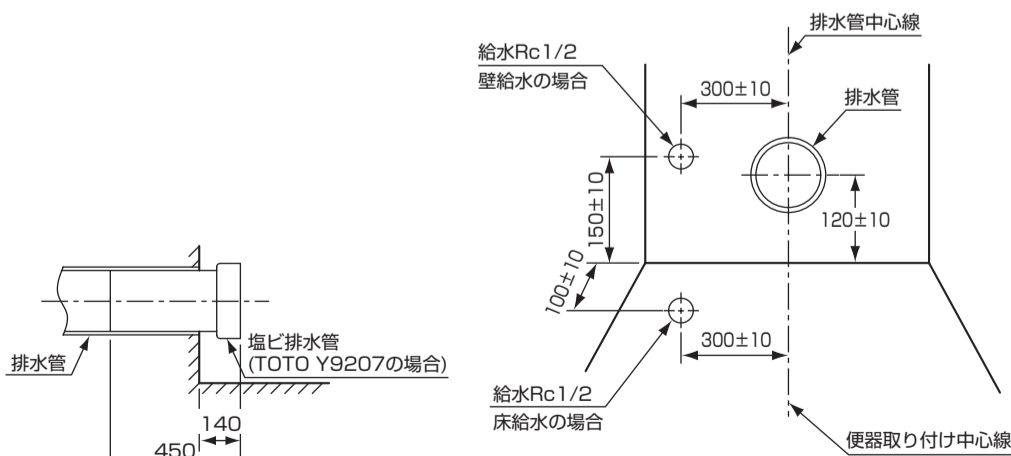 排水管
塩ビ排水管
(TOTO Y9207の場合)
140
450
給水Rc1/2
壁給水の場合
排水管中心線
300±10
排水管
150±10
120±10
100±10
300±10
給水Rc1/2
床給水の場合
便器取り付け中心線